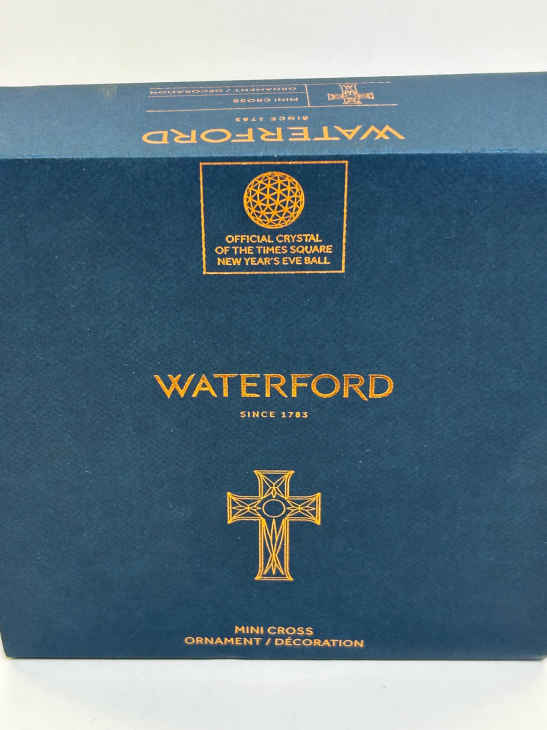 ORNAMENT / DÉCORATION
MINI CROSS
SINCE 1783
WATERFORD
OFFICIAL CRYSTAL
OF THE TIMES SQUARE
NEW YEAR'S EVE BALL
WATERFORD
SINCE 1783
MINI CROSS
ORNAMENT / DÉCORATION